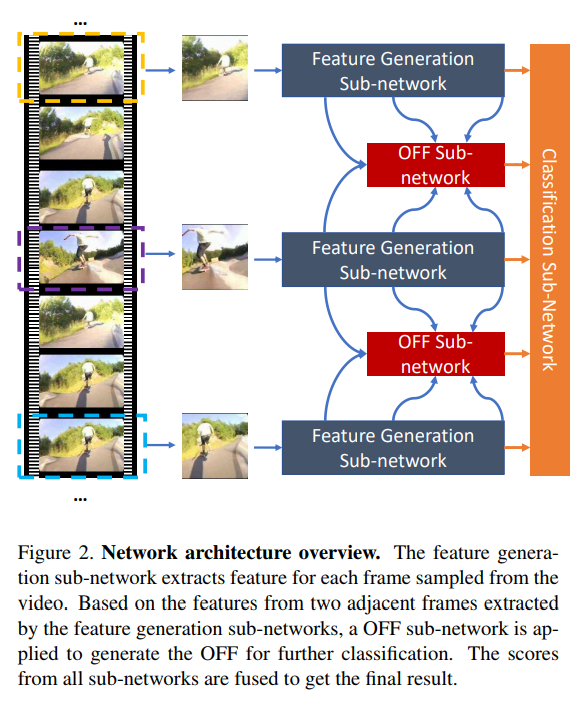 ...
Feature Generation
Sub-network
OFF Sub-
network
Feature Generation
Sub-network
OFF Sub-
network
Feature Generation
Sub-network
Classification Sub-Network
...
Figure 2. Network architecture overview. The feature genera-
tion sub-network extracts feature for each frame sampled from the
video. Based on the features from two adjacent frames extracted
by the feature generation sub-networks, a OFF sub-network is ap-
plied to generate the OFF for further classification. The scores
from all sub-networks are fused to get the final result.